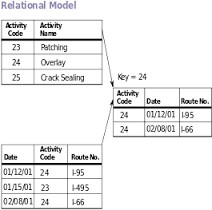 Relational Model
Activity Code Activity Name
23 Patching
24 Overlay
25 Crack Sealing
Key = 24
Activity Code Date Route No.
24 01/12/01 I-95
24 02/08/01 I-66
Date Activity Code Route No.
01/12/01 24 I-95
01/15/01 23 I-495
02/08/01 24 I-66